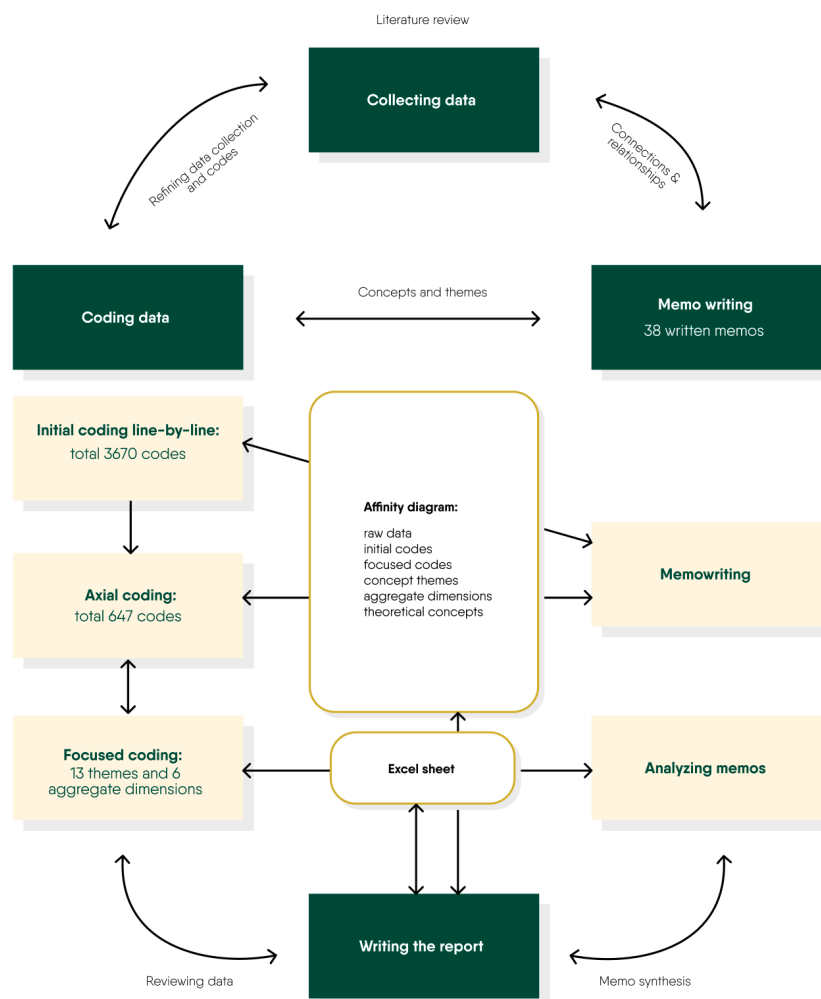 Literature review
Collecting data
Refining data collection
and codes
Connections &
relationships
Coding data
Concepts and themes
Memo writing
38 written memos
Initial coding line-by-line:
total 3670 codes
Affinity diagram:
raw data
initial codes
focused codes
concept themes
aggregate dimensions
theoretical concepts
Axial coding:
total 647 codes
Memowriting
Focused coding:
13 themes and 6
aggregate dimensions
Excel sheet
Analyzing memos
Writing the report
Reviewing data
Memo synthesis